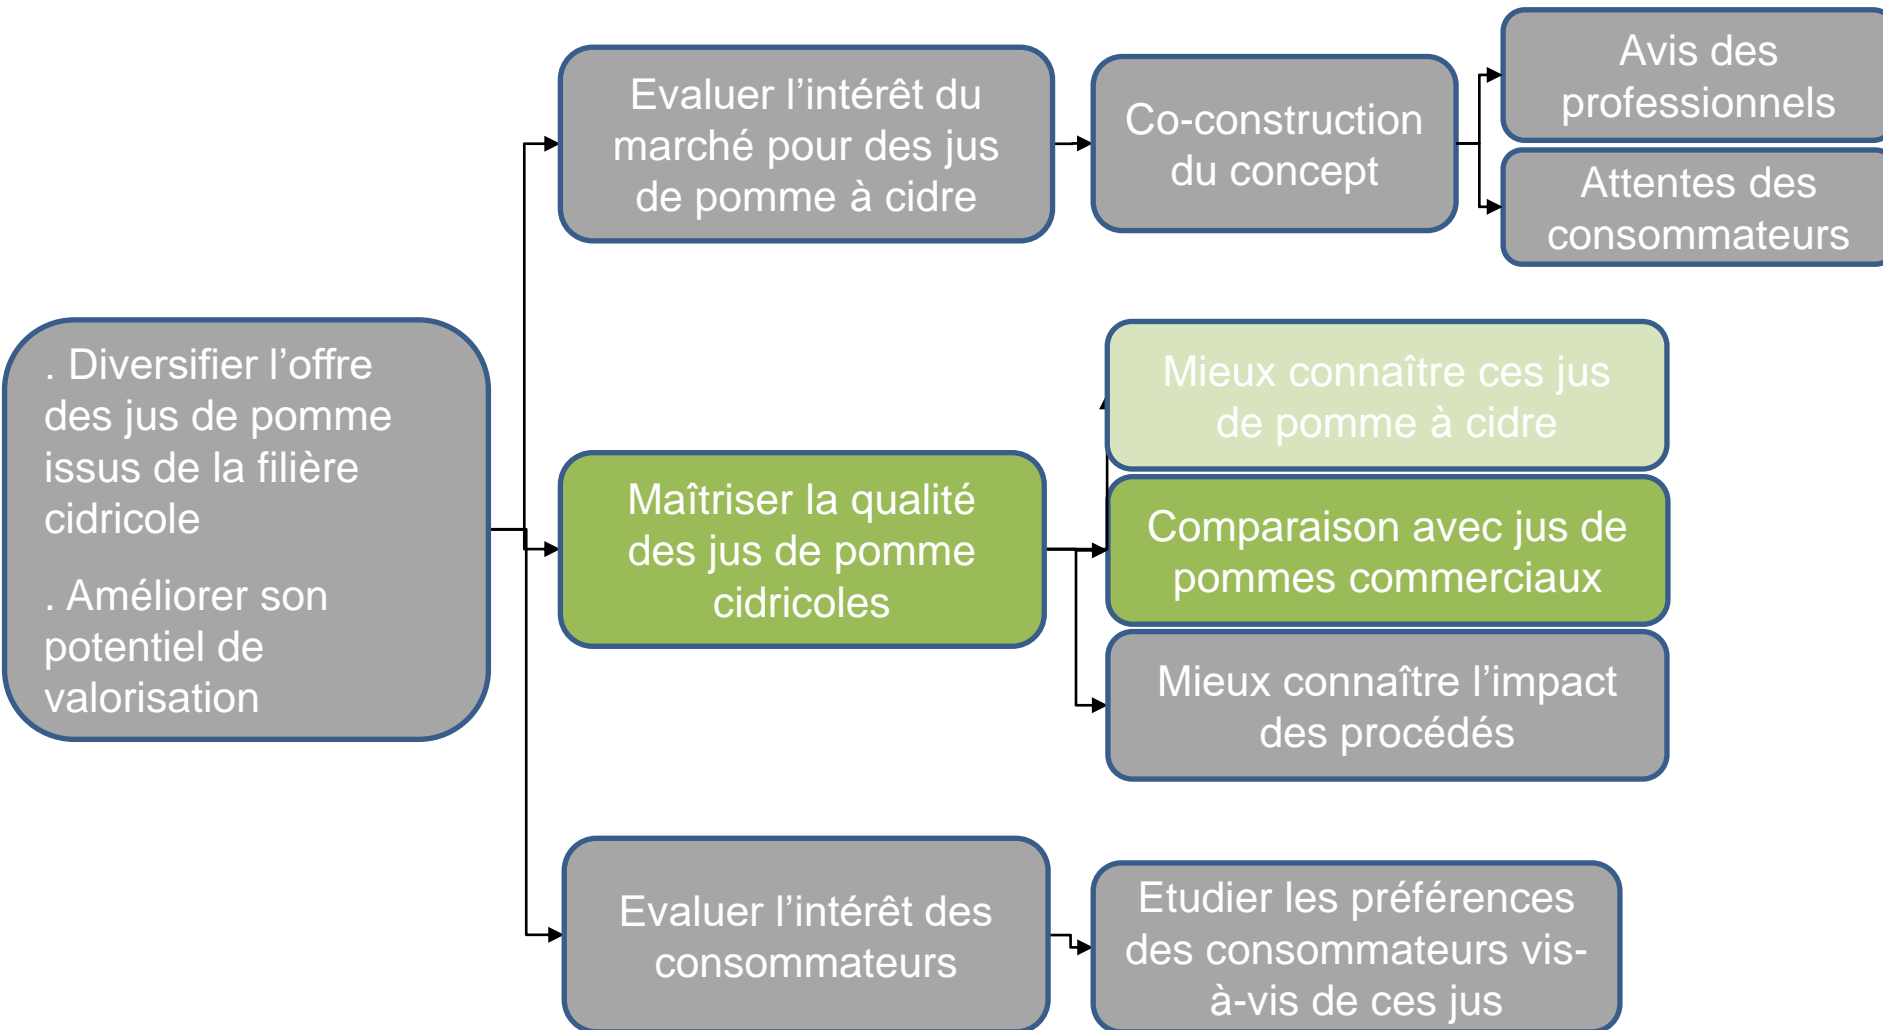 . Diversifier l’offre
des jus de pomme
issus de la filière
cidricole
. Améliorer son
potentiel de
valorisation
Evaluer l’intérêt du
marché pour des jus
de pomme à cidre
Co-construction
du concept
Avis des
professionnels
Attentes des
consommateurs
Maîtriser la qualité
des jus de pomme
cidricoles
Mieux connaître ces jus
de pomme à cidre
Comparaison avec jus de
pommes commerciaux
Mieux connaître l’impact
des procédés
Evaluer l’intérêt des
consommateurs
Etudier les préférences
des consommateurs vis-
à-vis de ces jus